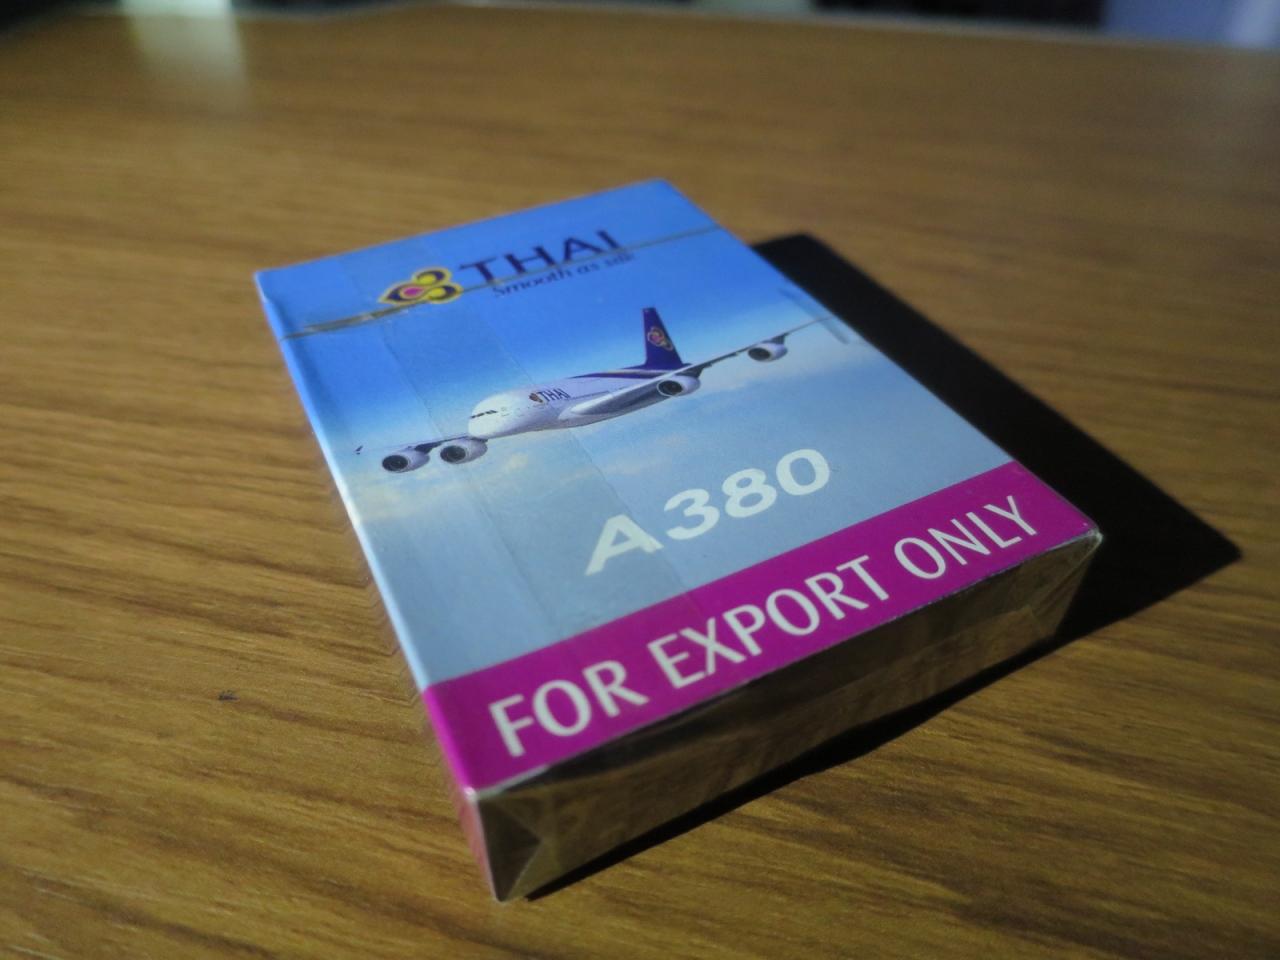 THAI
Smooth as silk
THAI
A380
FOR EXPORT ONLY